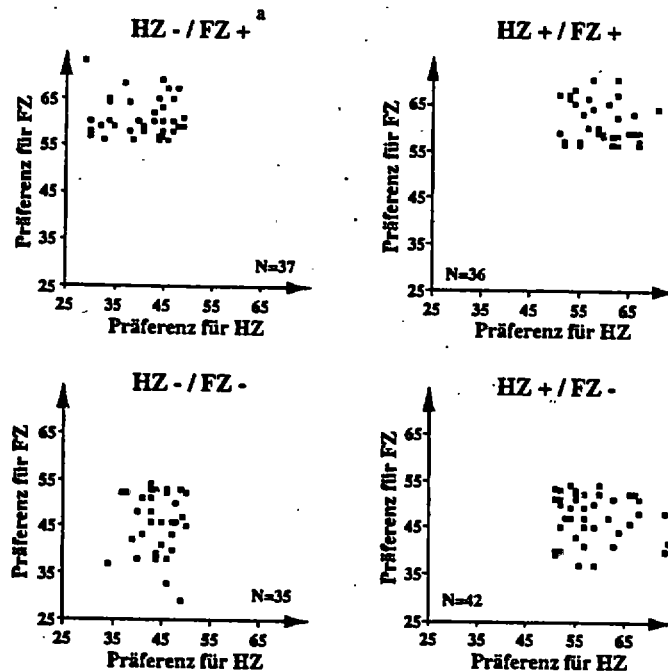 HZ - / FZ + a
Präferenz für FZ
65
55
45
35
25
N=37
25 35 45 55 65
Präferenz für HZ
HZ + / FZ +
Präferenz für FZ
65
55
45
35
25
N=36
25 35 45 55 65
Präferenz für HZ
HZ - / FZ -
Präferenz für FZ
65
55
45
35
25
N=35
25 35 45 55 65
Präferenz für HZ
HZ + / FZ -
Präferenz für FZ
65
55
45
35
25
N=42
25 35 45 55 65
Präferenz für HZ